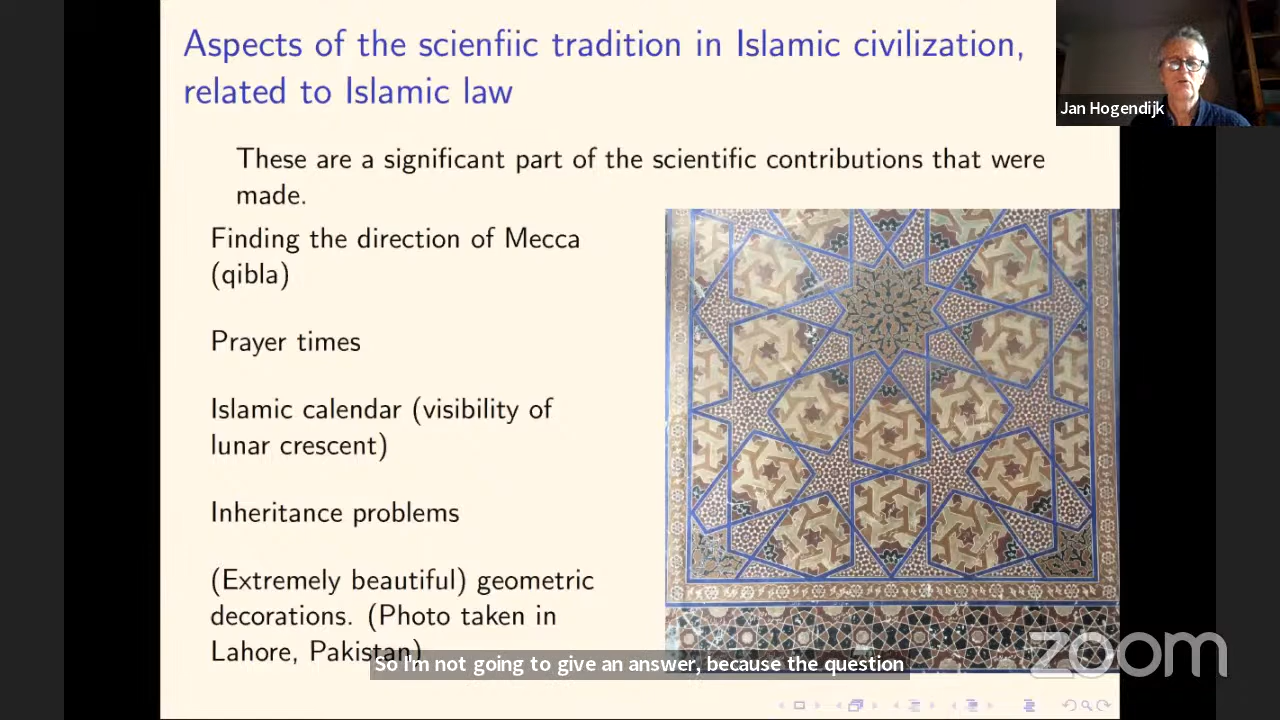 Aspects of the scienfiic tradition in Islamic civilization,
related to Islamic law
Jan Hogendijk
These are a significant part of the scientific contributions that were
made.
Finding the direction of Mecca
(qibla)
Prayer times
Islamic calendar (visibility of
lunar crescent)
Inheritance problems
(Extremely beautiful) geometric
decorations. (Photo taken in
Lahore, Pakistan)
So I'm not going to give an answer, because the question
zoom